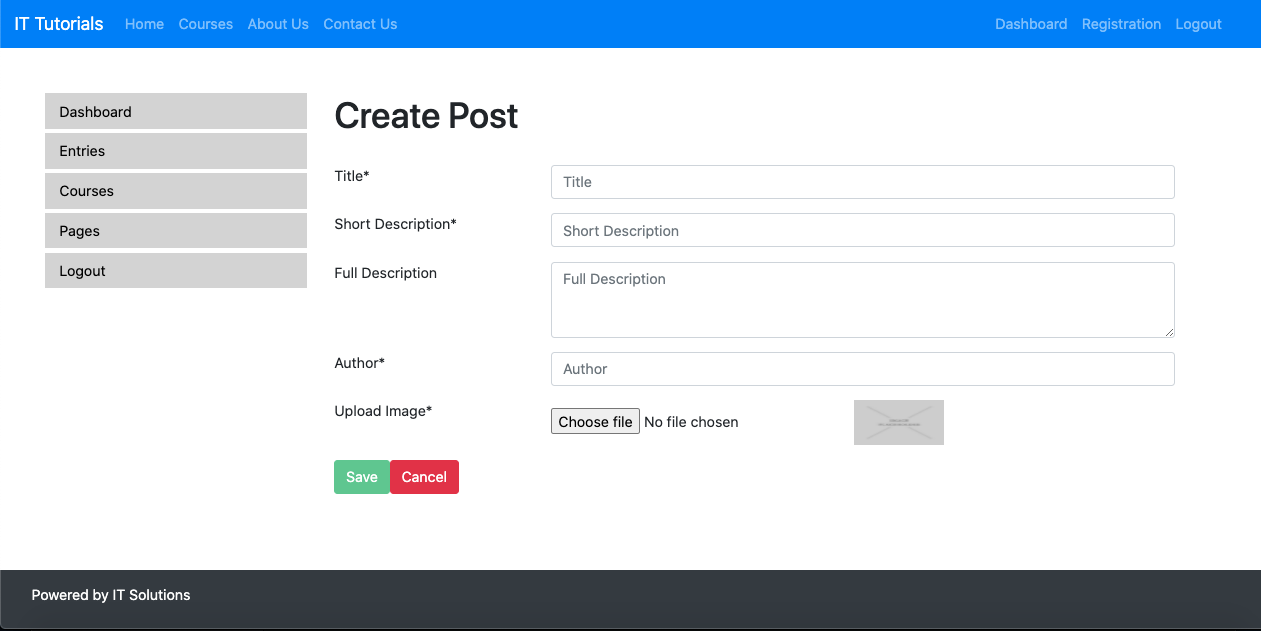 IT Tutorials Home Courses About Us Contact Us Dashboard Registration Logout
Dashboard
Entries
Courses
Pages
Logout
Create Post
Title*
Title
Short Description*
Short Description
Full Description
Full Description
Author*
Author
Upload Image*
Choose file No file chosen
Save Cancel
Powered by IT Solutions